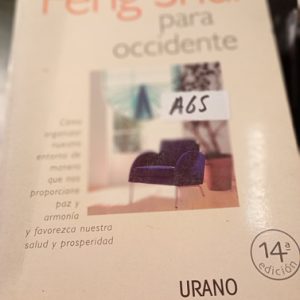 Feng Shui
para
occidente
A65
Cómo
organizar
nuestro
entorno de
manera
que nos
proporcione
paz y
armonía
y favorezca nuestra
salud y prosperidad
14ª
edición
URANO